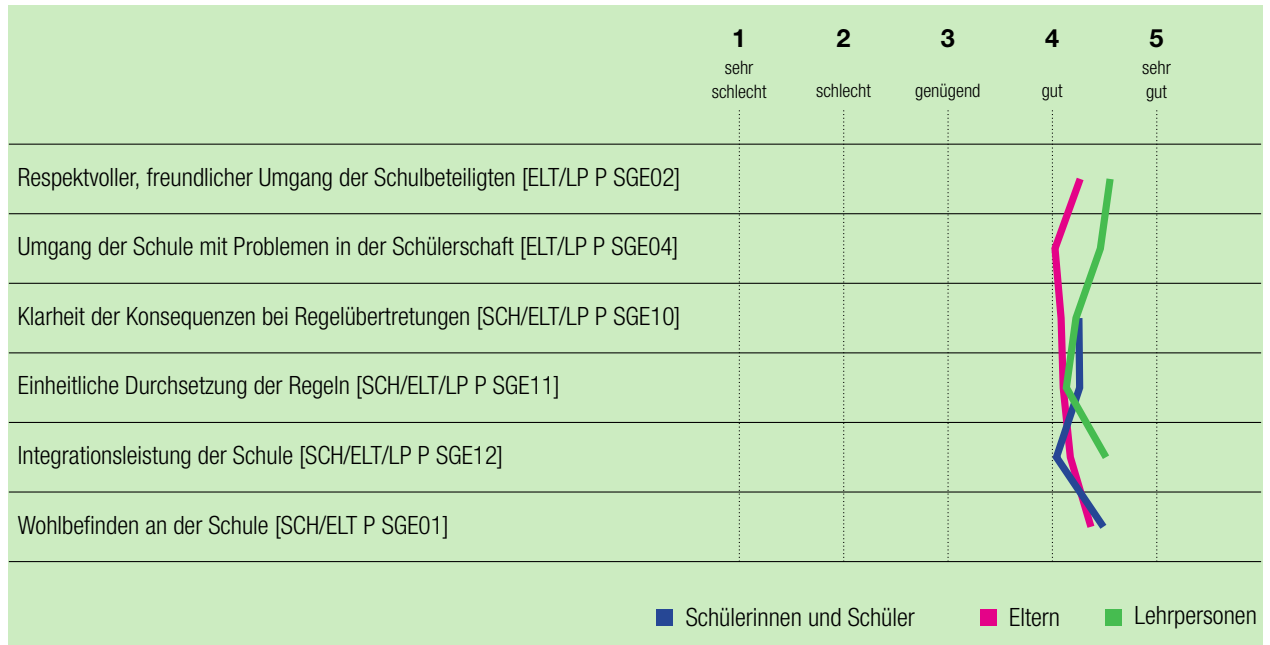 1 2 3 4 5
sehr schlecht schlecht genügend gut sehr gut
Respektvoller, freundlicher Umgang der Schulbeteiligten [ELT/LP P SGE02]
Umgang der Schule mit Problemen in der Schülerschaft [ELT/LP P SGE04]
Klarheit der Konsequenzen bei Regelübertretungen [SCH/ELT/LP P SGE10]
Einheitliche Durchsetzung der Regeln [SCH/ELT/LP P SGE11]
Integrationsleistung der Schule [SCH/ELT/LP P SGE12]
Wohlbefinden an der Schule [SCH/ELT P SGE01]
Schülerinnen und Schüler Eltern Lehrpersonen